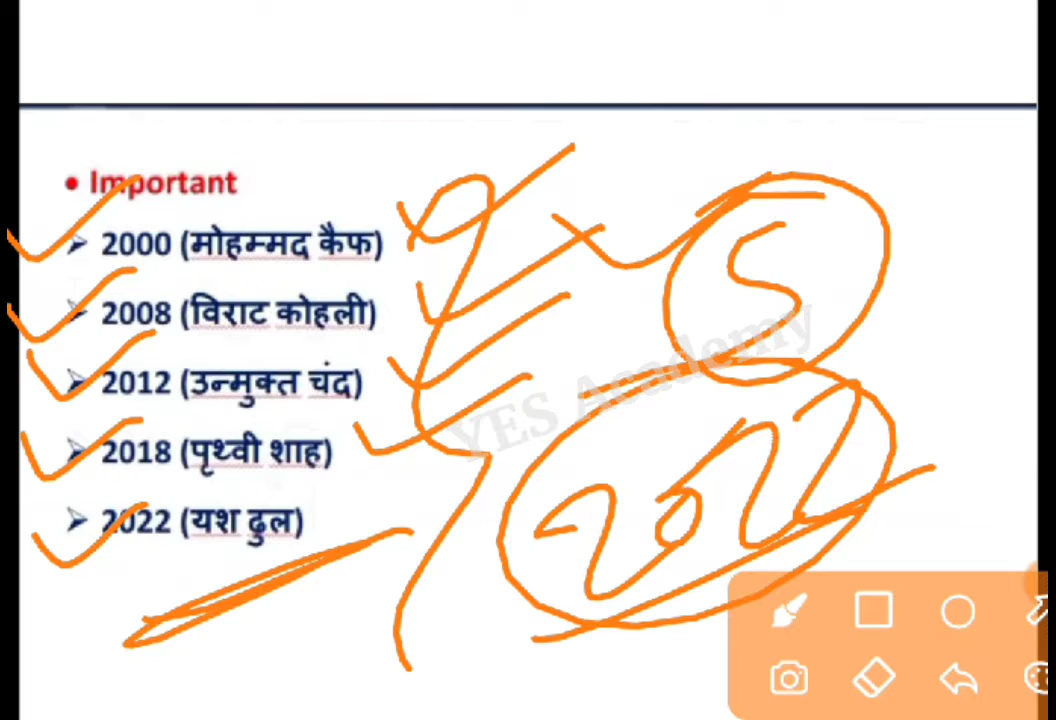 • Important
➤ 2000 (मोहम्मद कैफ)
➤ 2008 (विराट कोहली)
➤ 2012 (उन्मुक्त चंद)
➤ 2018 (पृथ्वी शाह)
➤ 2022 (यश ढुल)
5
2022
YES Academy